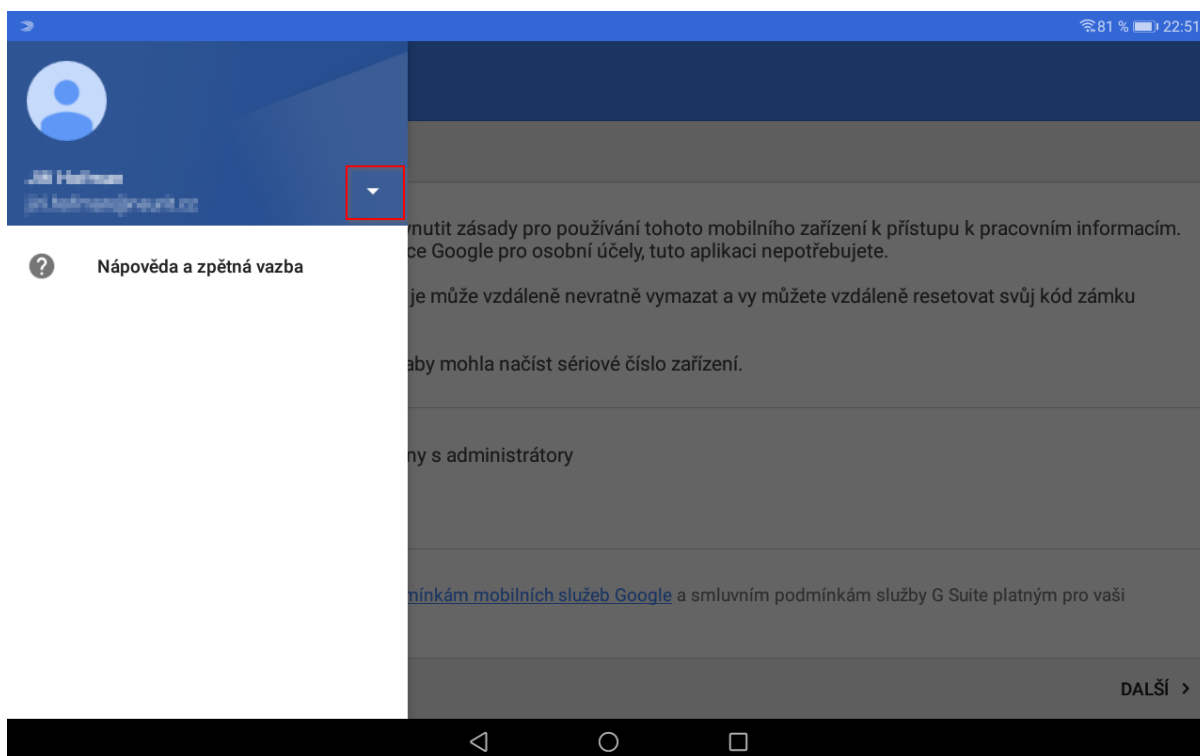 81 % 22:51
Nápověda a zpětná vazba
nutit zásady pro používání tohoto mobilního zařízení k přístupu k pracovním informacím.
ce Google pro osobní účely, tuto aplikaci nepotřebujete.
je může vzdáleně nevratně vymazat a vy můžete vzdáleně resetovat svůj kód zámku
aby mohla načíst sériové číslo zařízení.
ny s administrátory
mínkám mobilních služeb Google a smluvním podmínkám služby G Suite platným pro vaši
DALŠÍ